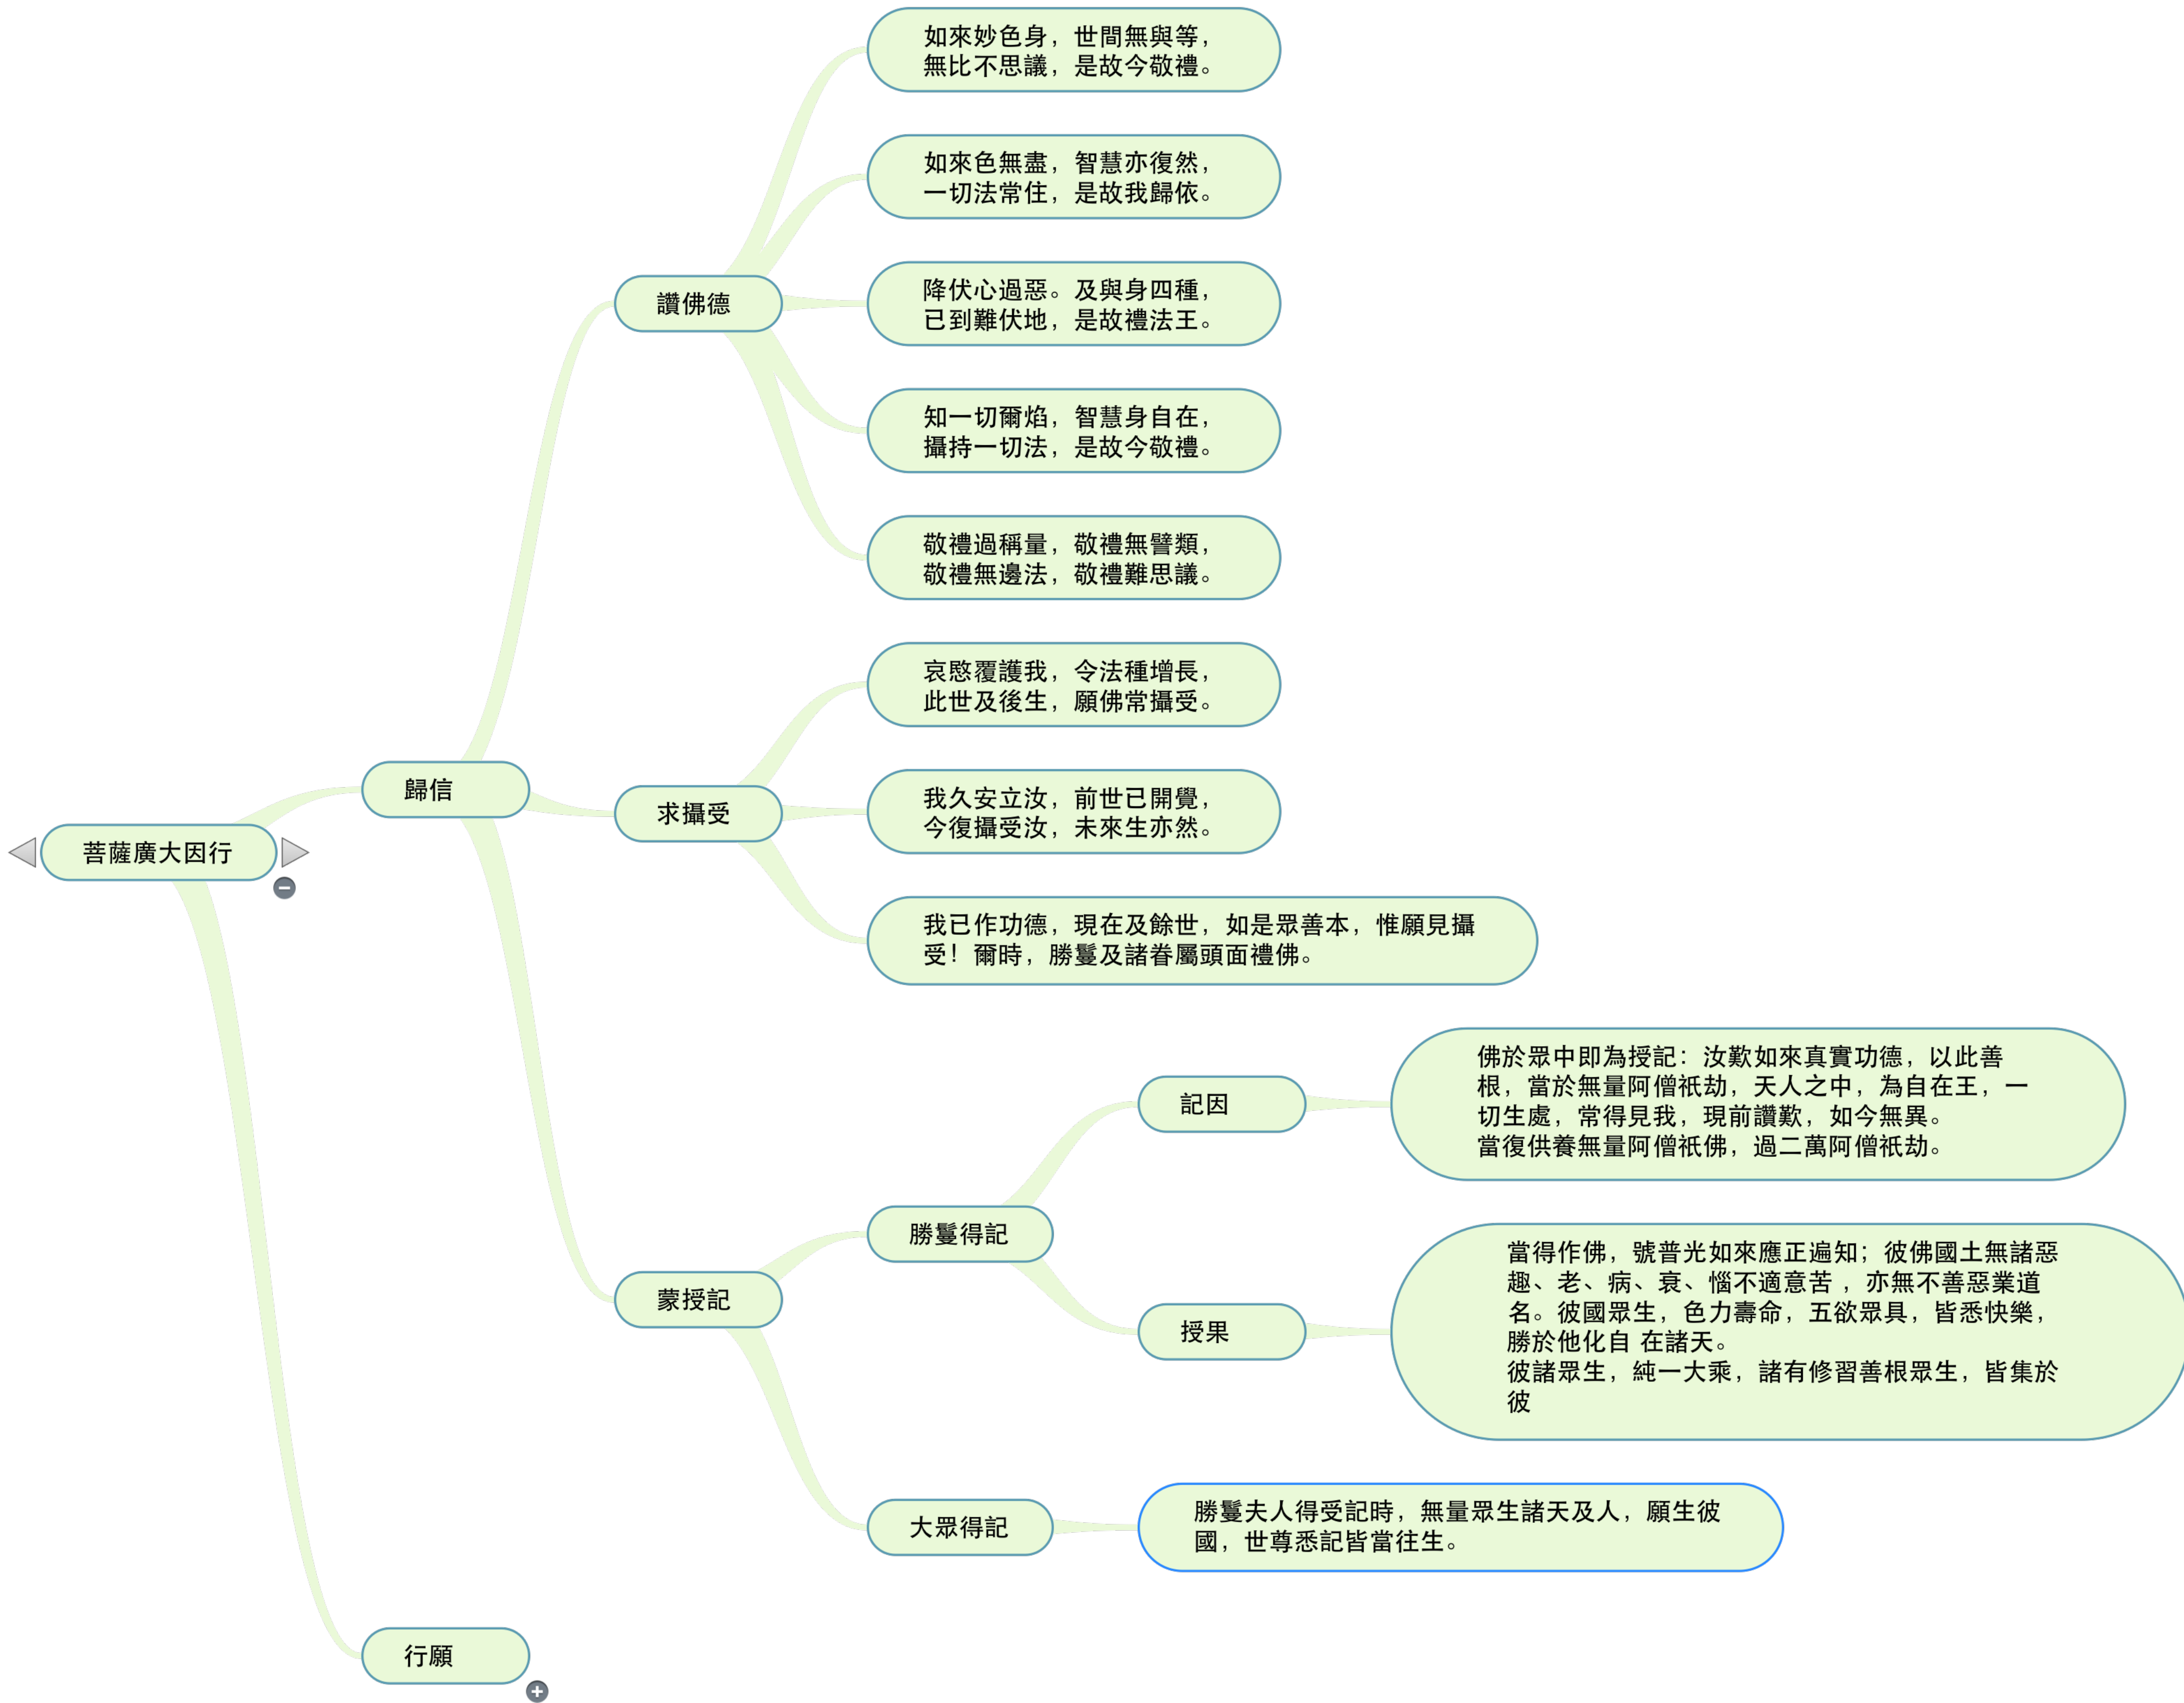 菩薩廣大因行
歸信
讚佛德
如來妙色身，世間無與等，
無比不思議，是故今敬禮。
如來色無盡，智慧亦復然，
一切法常住，是故我歸依。
降伏心過惡。及與身四種，
已到難伏地，是故禮法王。
知一切爾焰，智慧身自在，
攝持一切法，是故今敬禮。
敬禮過稱量，敬禮無譬類，
敬禮無邊法，敬禮難思議。
求攝受
哀愍覆護我，令法種增長，
此世及後生，願佛常攝受。
我久安立汝，前世已開覺，
今復攝受汝，未來生亦然。
我已作功德，現在及餘世，如是眾善本，惟願見攝
受！爾時，勝鬘及諸眷屬頭面禮佛。
蒙授記
勝鬘得記
記因
佛於眾中即為授記：汝歎如來真實功德，以此善
根，當於無量阿僧祇劫，天人之中，為自在王，一
切生處，常得見我，現前讚歎，如今無異。
當復供養無量阿僧祇佛，過二萬阿僧祇劫。
授果
當得作佛，號普光如來應正遍知；彼佛國土無諸惡
趣、老、病、衰、惱不適意苦 ，亦無不善惡業道
名。彼國眾生，色力壽命，五欲眾具，皆悉快樂，
勝於他化自 在諸天。
彼諸眾生，純一大乘，諸有修習善根眾生，皆集於
彼
大眾得記
勝鬘夫人得受記時，無量眾生諸天及人，願生彼
國，世尊悉記皆當往生。
行願